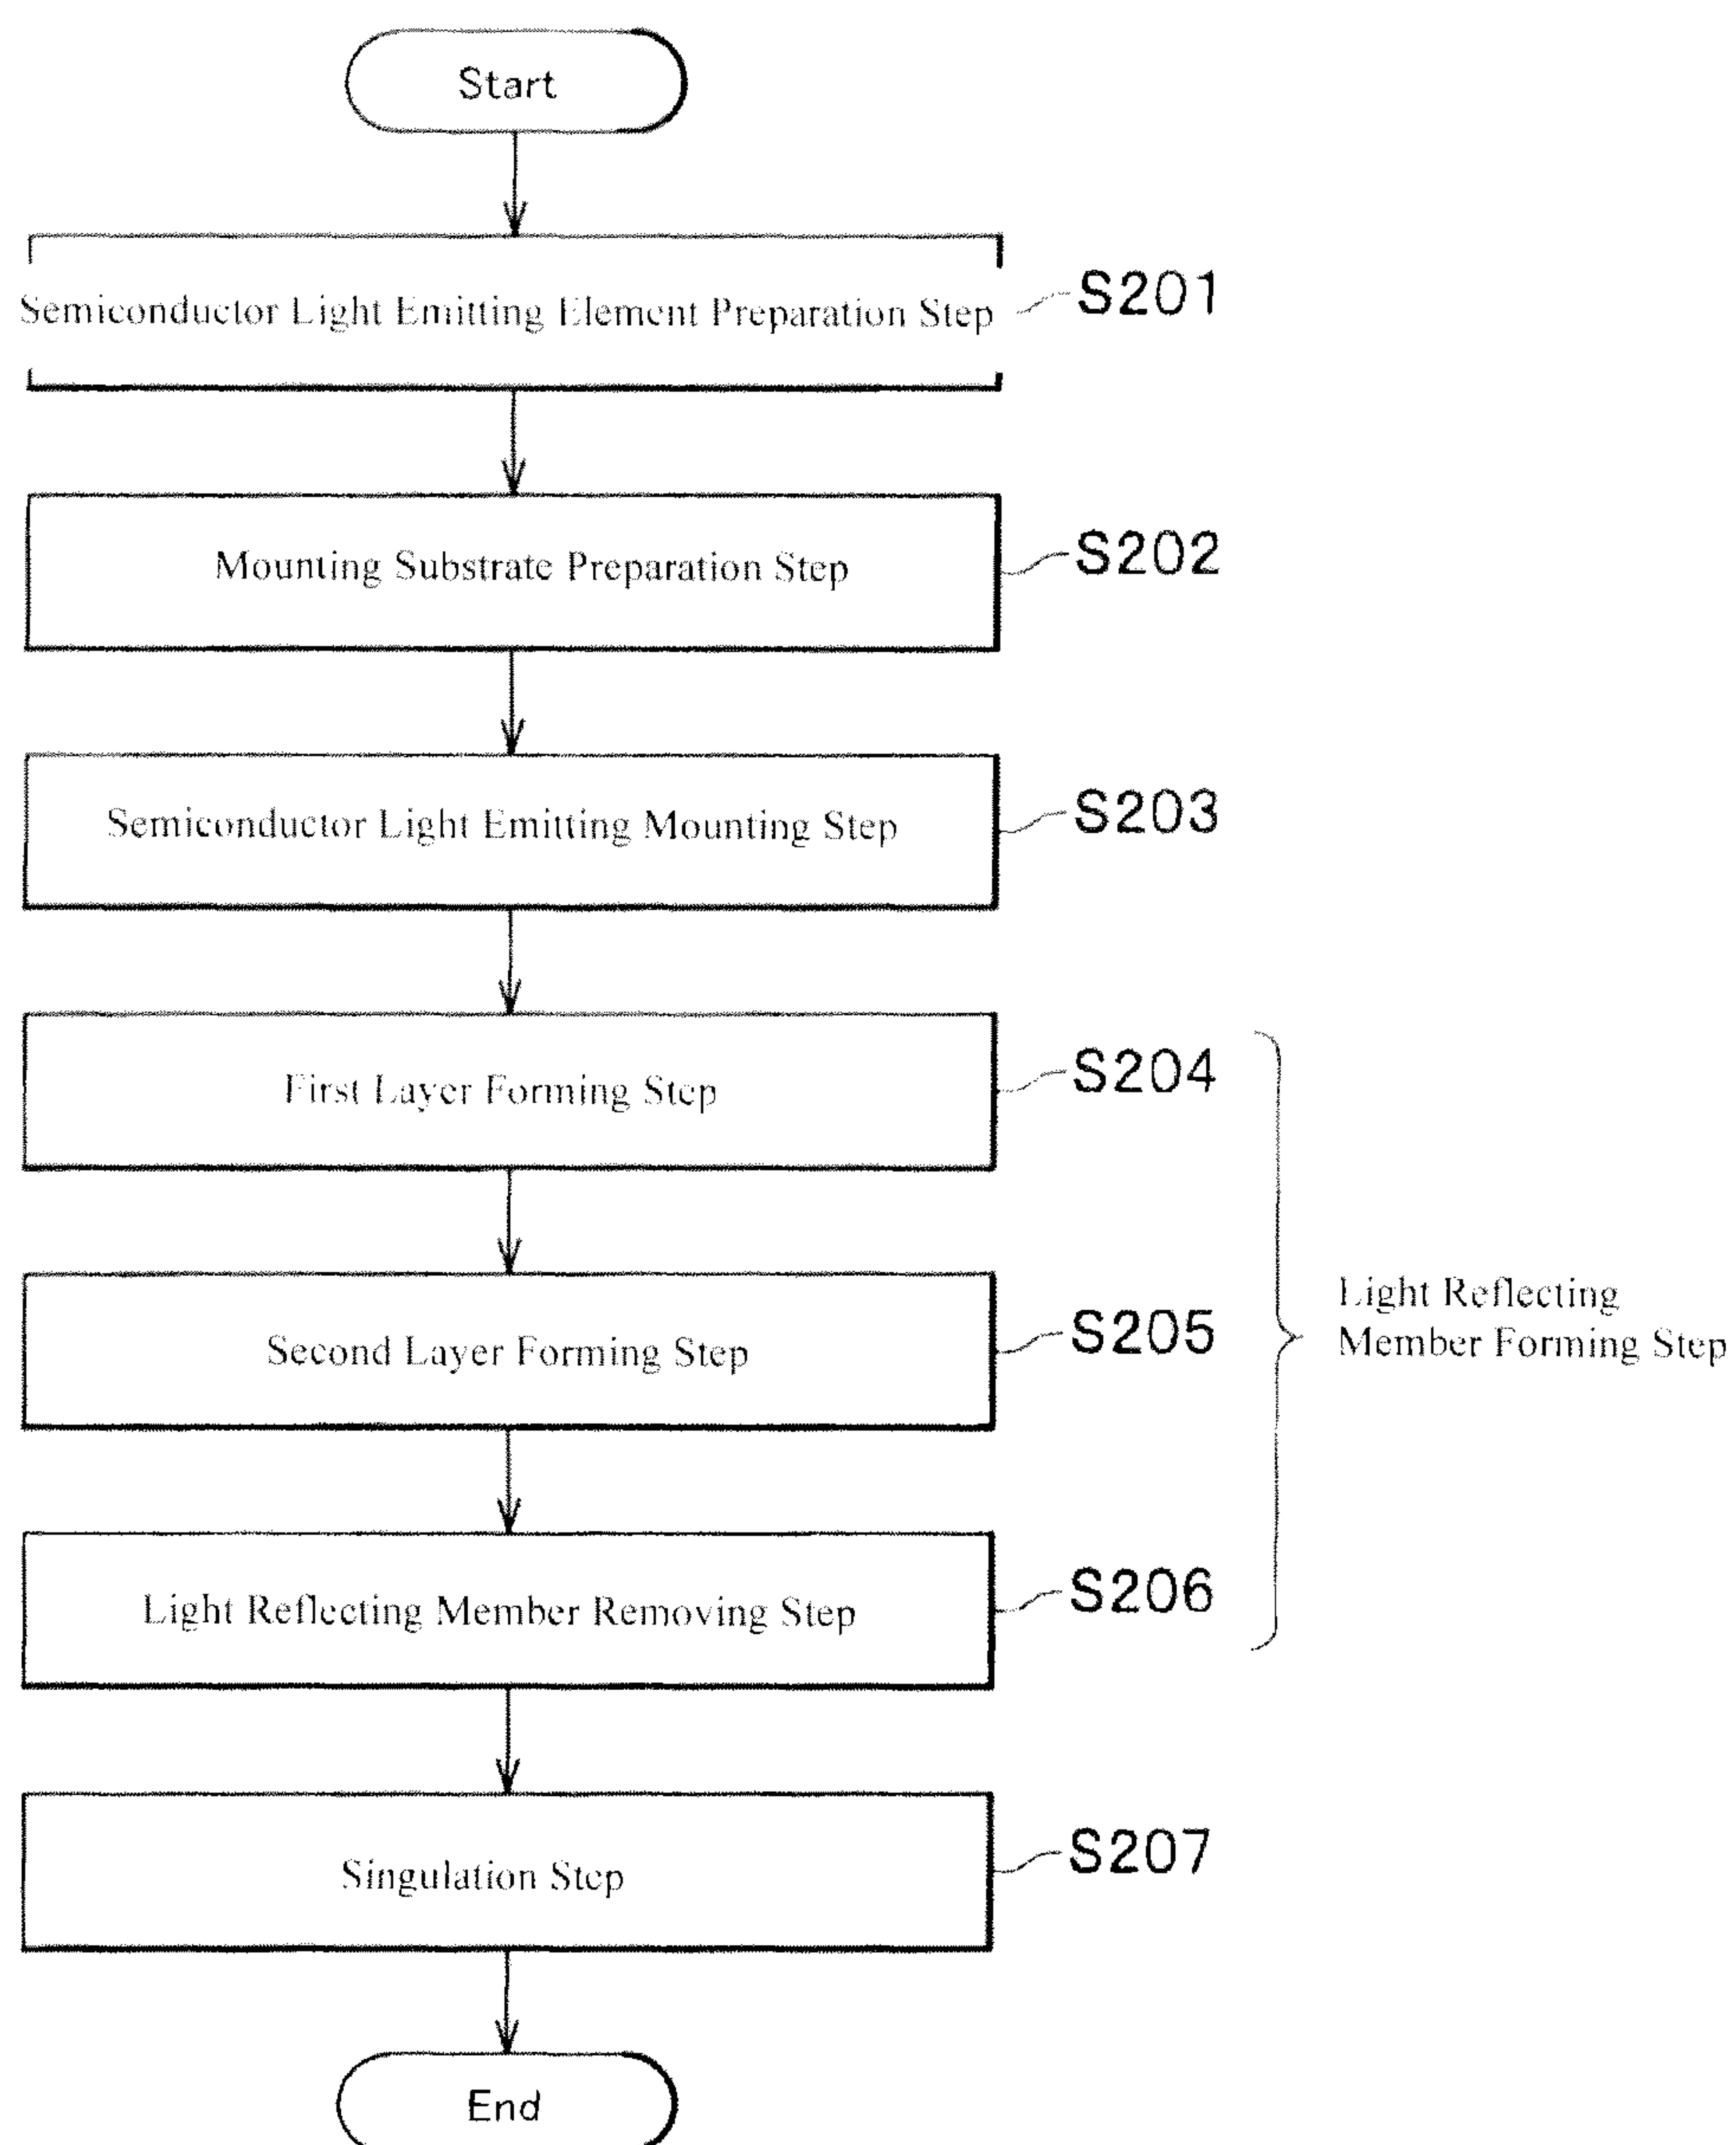 Start
Semiconductor Light Emitting Element Preparation Step
S201
Mounting Substrate Preparation Step
S202
Semiconductor Light Emitting Mounting Step
S203
First Layer Forming Step
S204
Second Layer Forming Step
S205
Light Reflecting
Member Forming Step
Light Reflecting Member Removing Step
S206
Singulation Step
S207
End